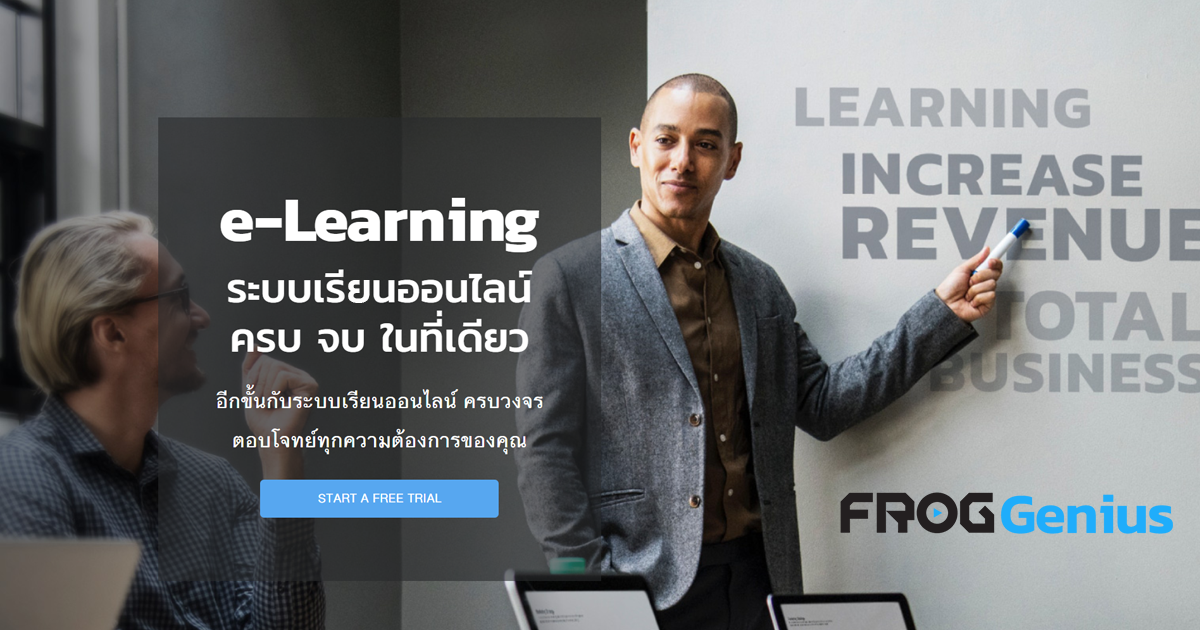 e-Learning
ระบบเรียนออนไลน์
ครบ จบ ในที่เดียว
อีกขั้นกับระบบเรียนออนไลน์ ครบวงจร
ตอบโจทย์ทุกความต้องการของคุณ
START A FREE TRIAL
LEARNING
INCREASE
REVENUE
TOTAL
BUSINESS
FROG Genius